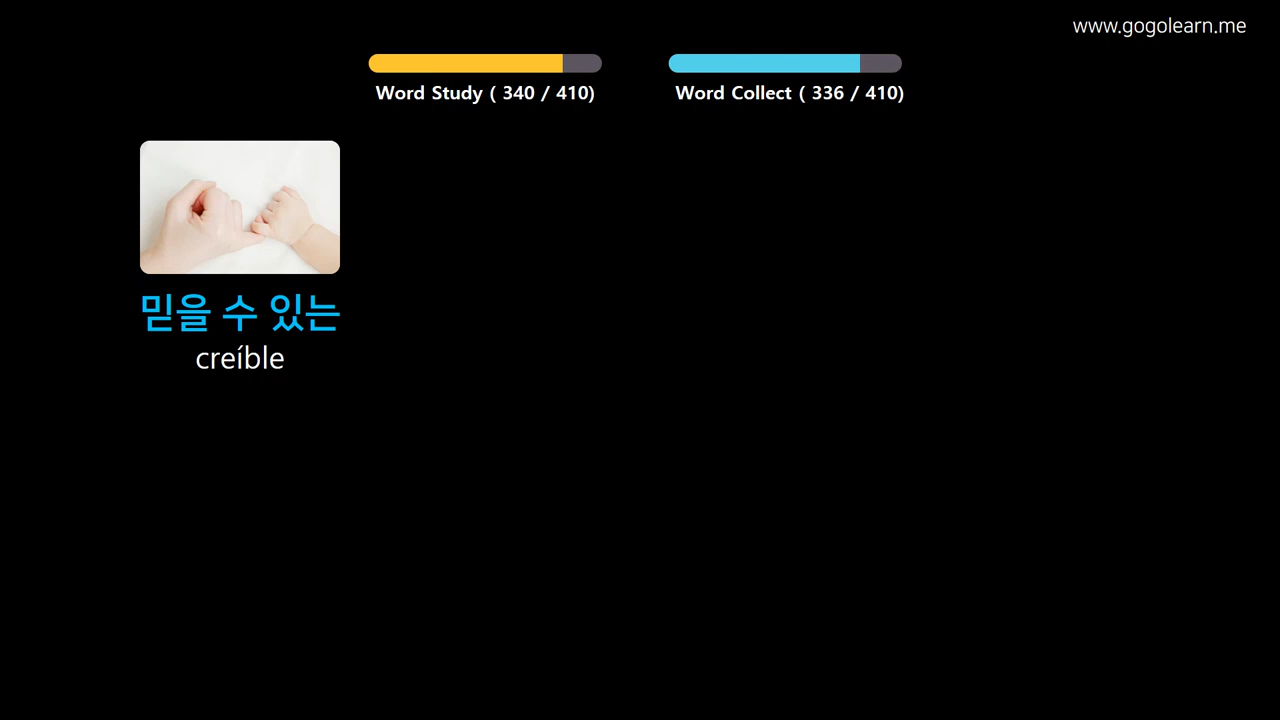 www.gogolearn.me
Word Study ( 340 / 410)
Word Collect ( 336 / 410)
믿을 수 있는
creíble